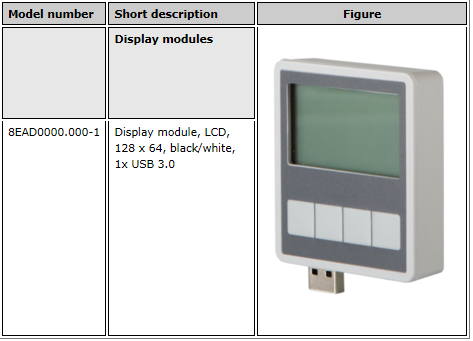 Model number Short description Figure
Display modules
8EAD0000.000-1 Display module, LCD,
128 x 64, black/white,
1x USB 3.0